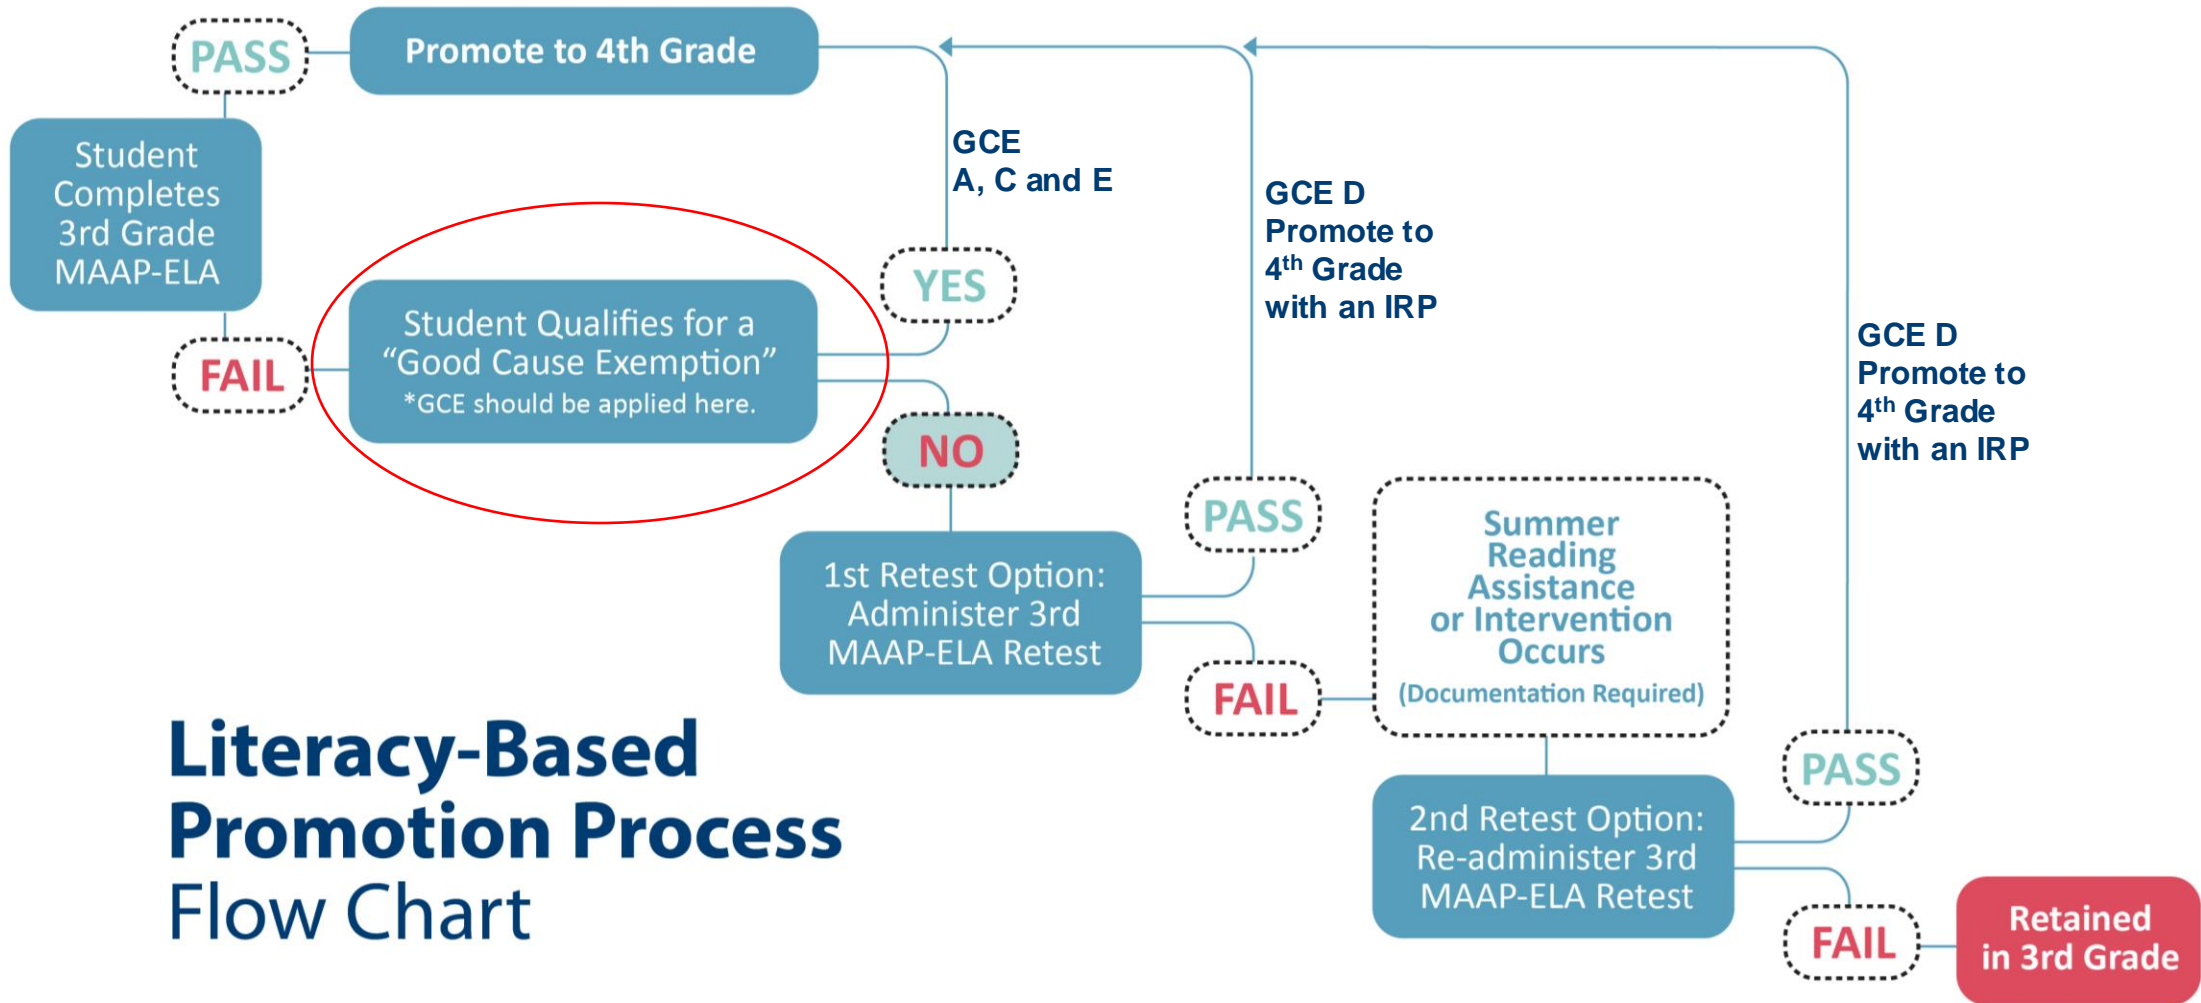 PASS
Promote to 4th Grade
Student
Completes
3rd Grade
MAAP-ELA
GCE
A, C and E
GCE D
Promote to
4th Grade
with an IRP
YES
Student Qualifies for a
“Good Cause Exemption”
*GCE should be applied here.
FAIL
NO
GCE D
Promote to
4th Grade
with an IRP
PASS
1st Retest Option:
Administer 3rd
MAAP-ELA Retest
FAIL
Summer
Reading
Assistance
or Intervention
Occurs
(Documentation Required)
PASS
2nd Retest Option:
Re-administer 3rd
MAAP-ELA Retest
FAIL
Retained
in 3rd Grade
Literacy-Based
Promotion Process
Flow Chart